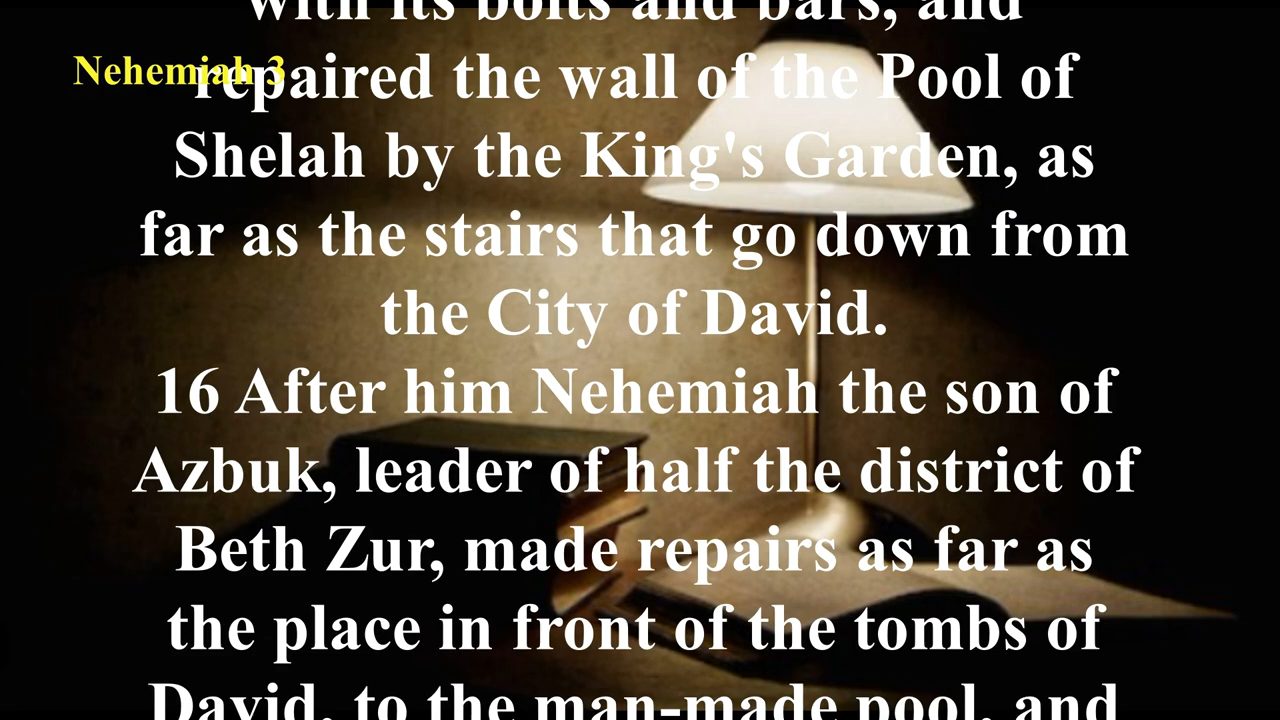 with its bolts and bars, and
Nehemiah 3
repaired the wall of the Pool of
Shelah by the King's Garden, as
far as the stairs that go down from
the City of David.
16 After him Nehemiah the son of
Azbuk, leader of half the district of
Beth Zur, made repairs as far as
the place in front of the tombs of
David, to the man-made pool, and